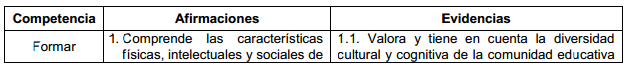 Competencia Afirmaciones Evidencias
Formar 1. Comprende las características 1.1. Valora y tiene en cuenta la diversidad
físicas, intelectuales y sociales de cultural y cognitiva de la comunidad educativa